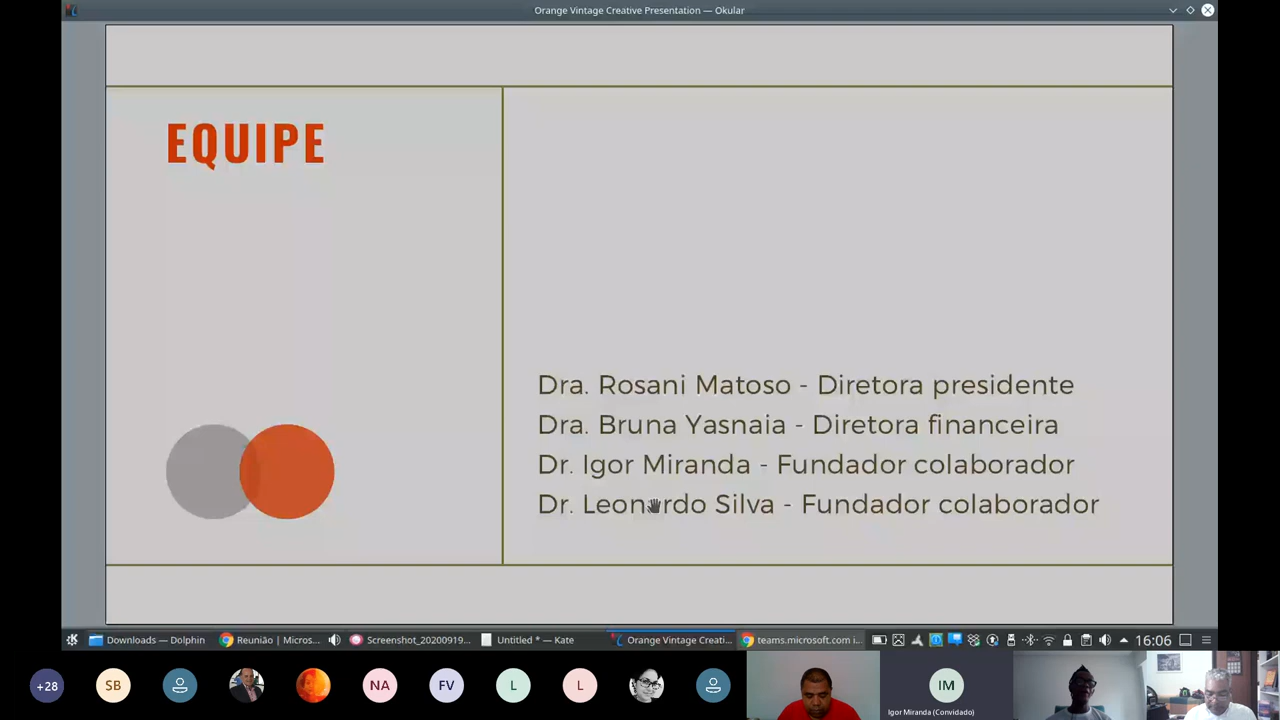 Orange Vintage Creative Presentation — Okular
EQUIPE
Dra. Rosani Matoso - Diretora presidente
Dra. Bruna Yasnaia - Diretora financeira
Dr. Igor Miranda - Fundador colaborador
Dr. Leonardo Silva - Fundador colaborador
Downloads — Dolphin
Reunião | Micros...
Screenshot_20200919...
Untitled * — Kate
Orange Vintage Creati...
teams.microsoft.com i...
16:06
+28
SB
NA
FV
L
L
IM
Igor Miranda (Convidado)